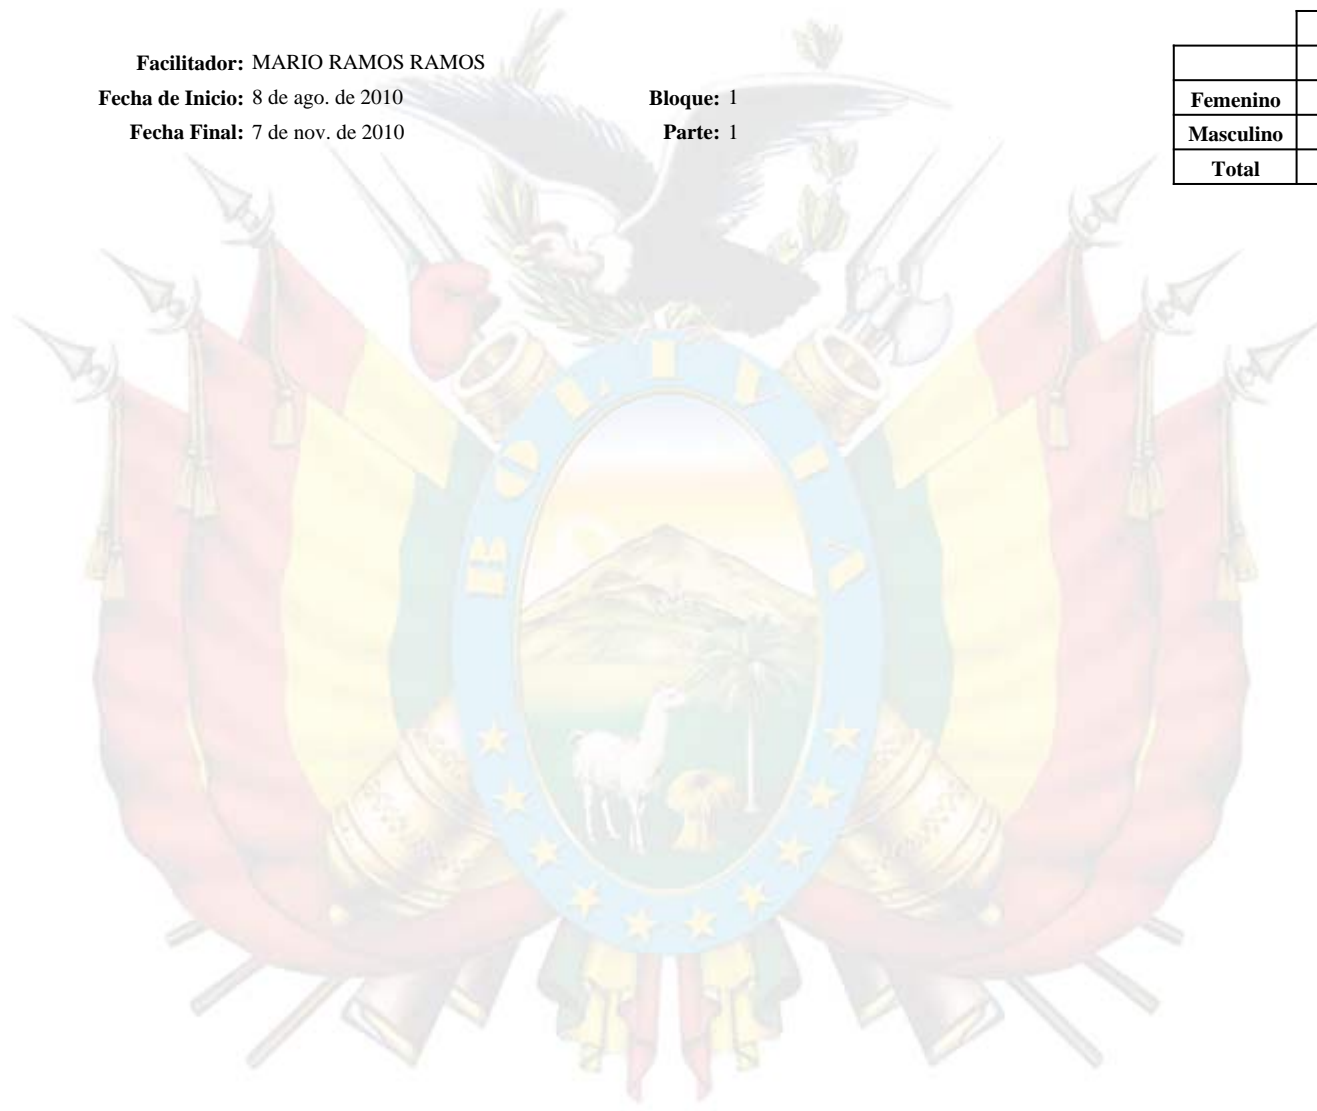 Facilitador: MARIO RAMOS RAMOS
Fecha de Inicio: 8 de ago. de 2010 Bloque: 1
Fecha Final: 7 de nov. de 2010 Parte: 1
Femenino
Masculino
Total
BOLIVIA